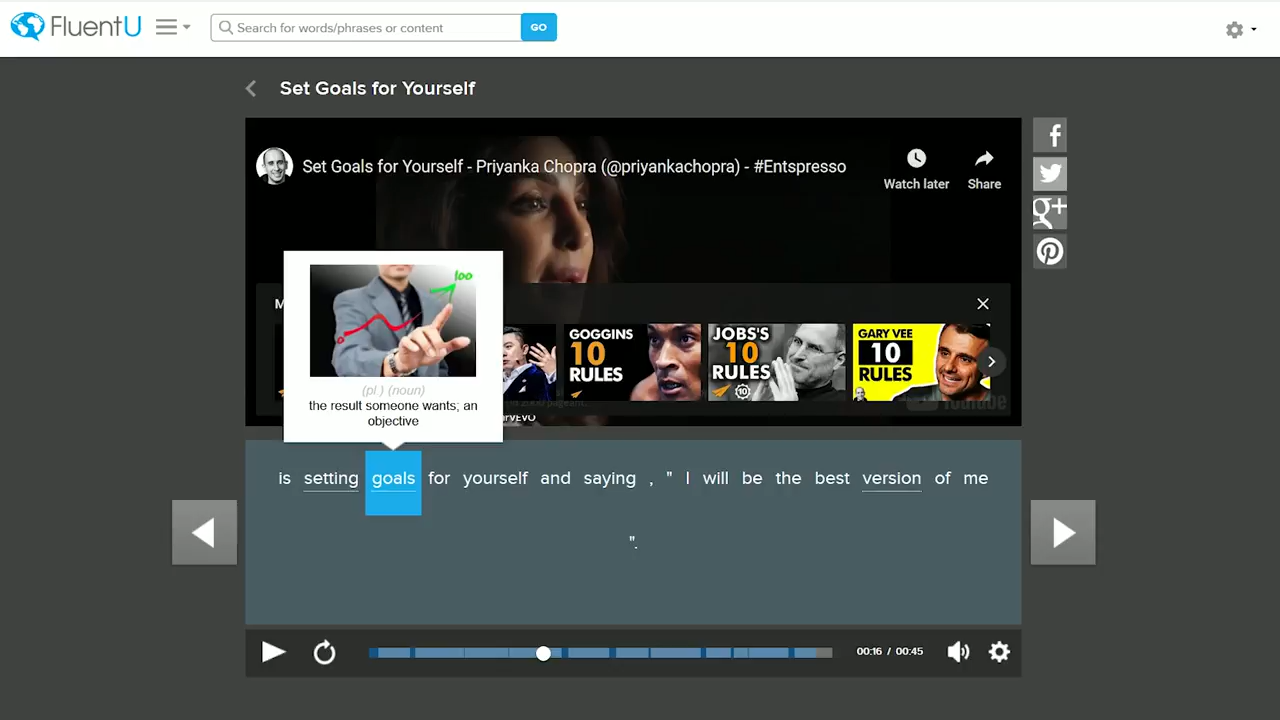 FluentU
Search for words/phrases or content
GO
Set Goals for Yourself
Set Goals for Yourself - Priyanka Chopra (@priyankachopra) - #Entspresso
Watch later
Share
f
g+
100
M
GOGGINS
10
RULES
JOBS'S
10
RULES
10
GARY VEE
10
RULES
YouTube
(pl.) (noun)
the result someone wants; an
objective
is setting goals for yourself and saying , " I will be the best version of me
".
00:16 / 00:45